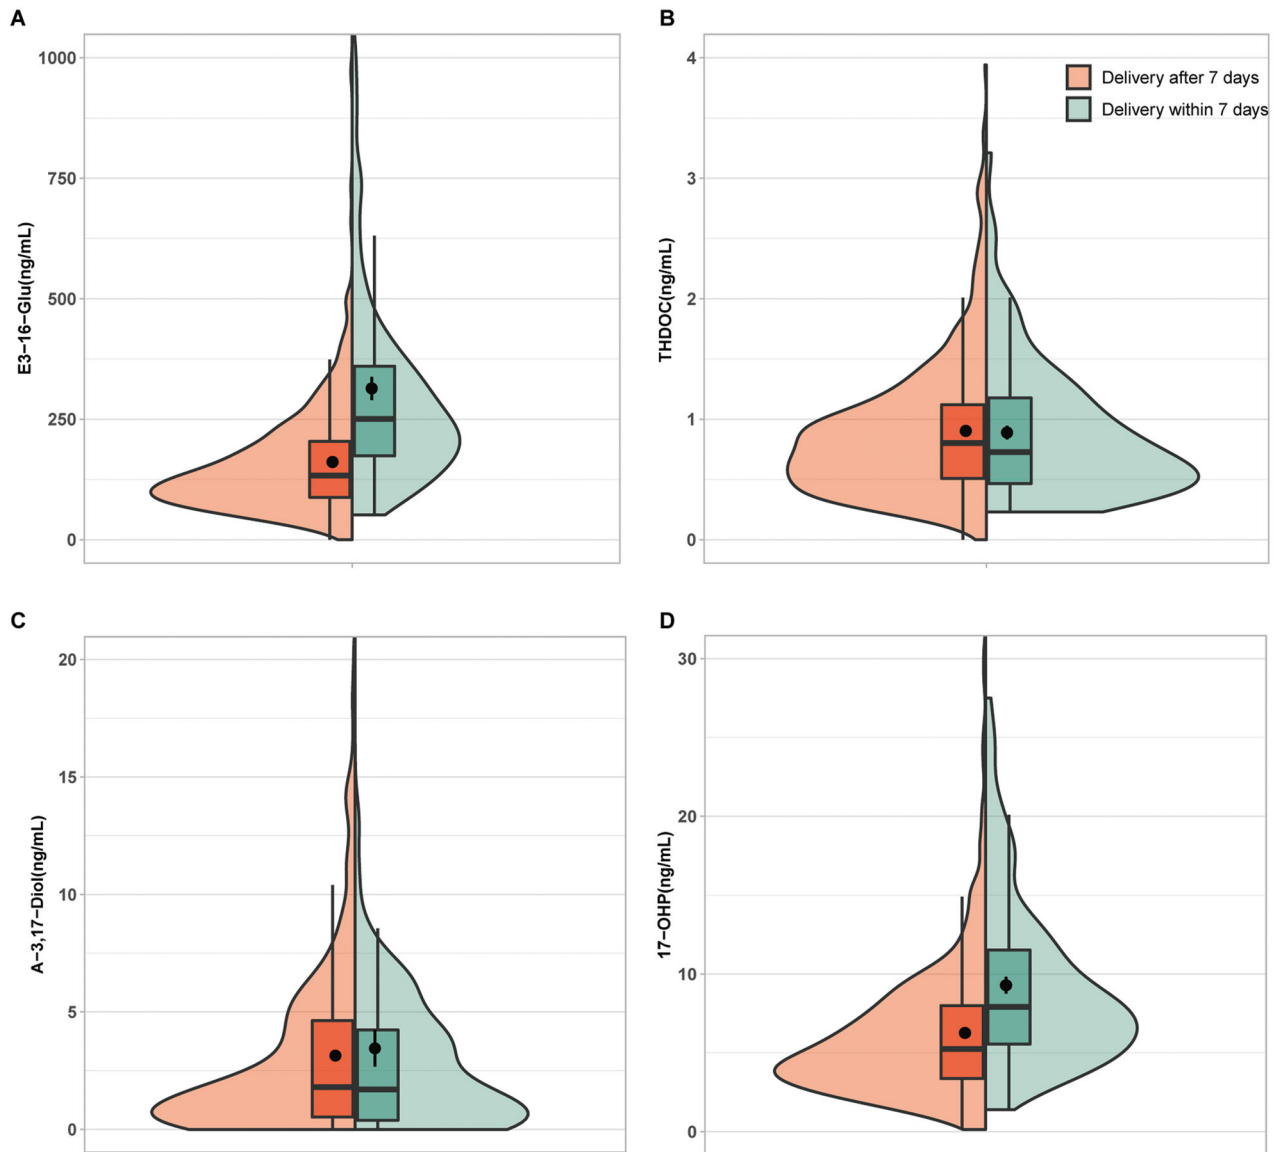 A
E3−16−Glu(ng/mL)
1000
750
500
250
0
B
THDOC(ng/mL)
4
3
2
1
0
Delivery after 7 days
Delivery within 7 days
C
A−3,17−Diol(ng/mL)
20
15
10
5
0
D
17−OHP(ng/mL)
30
20
10
0